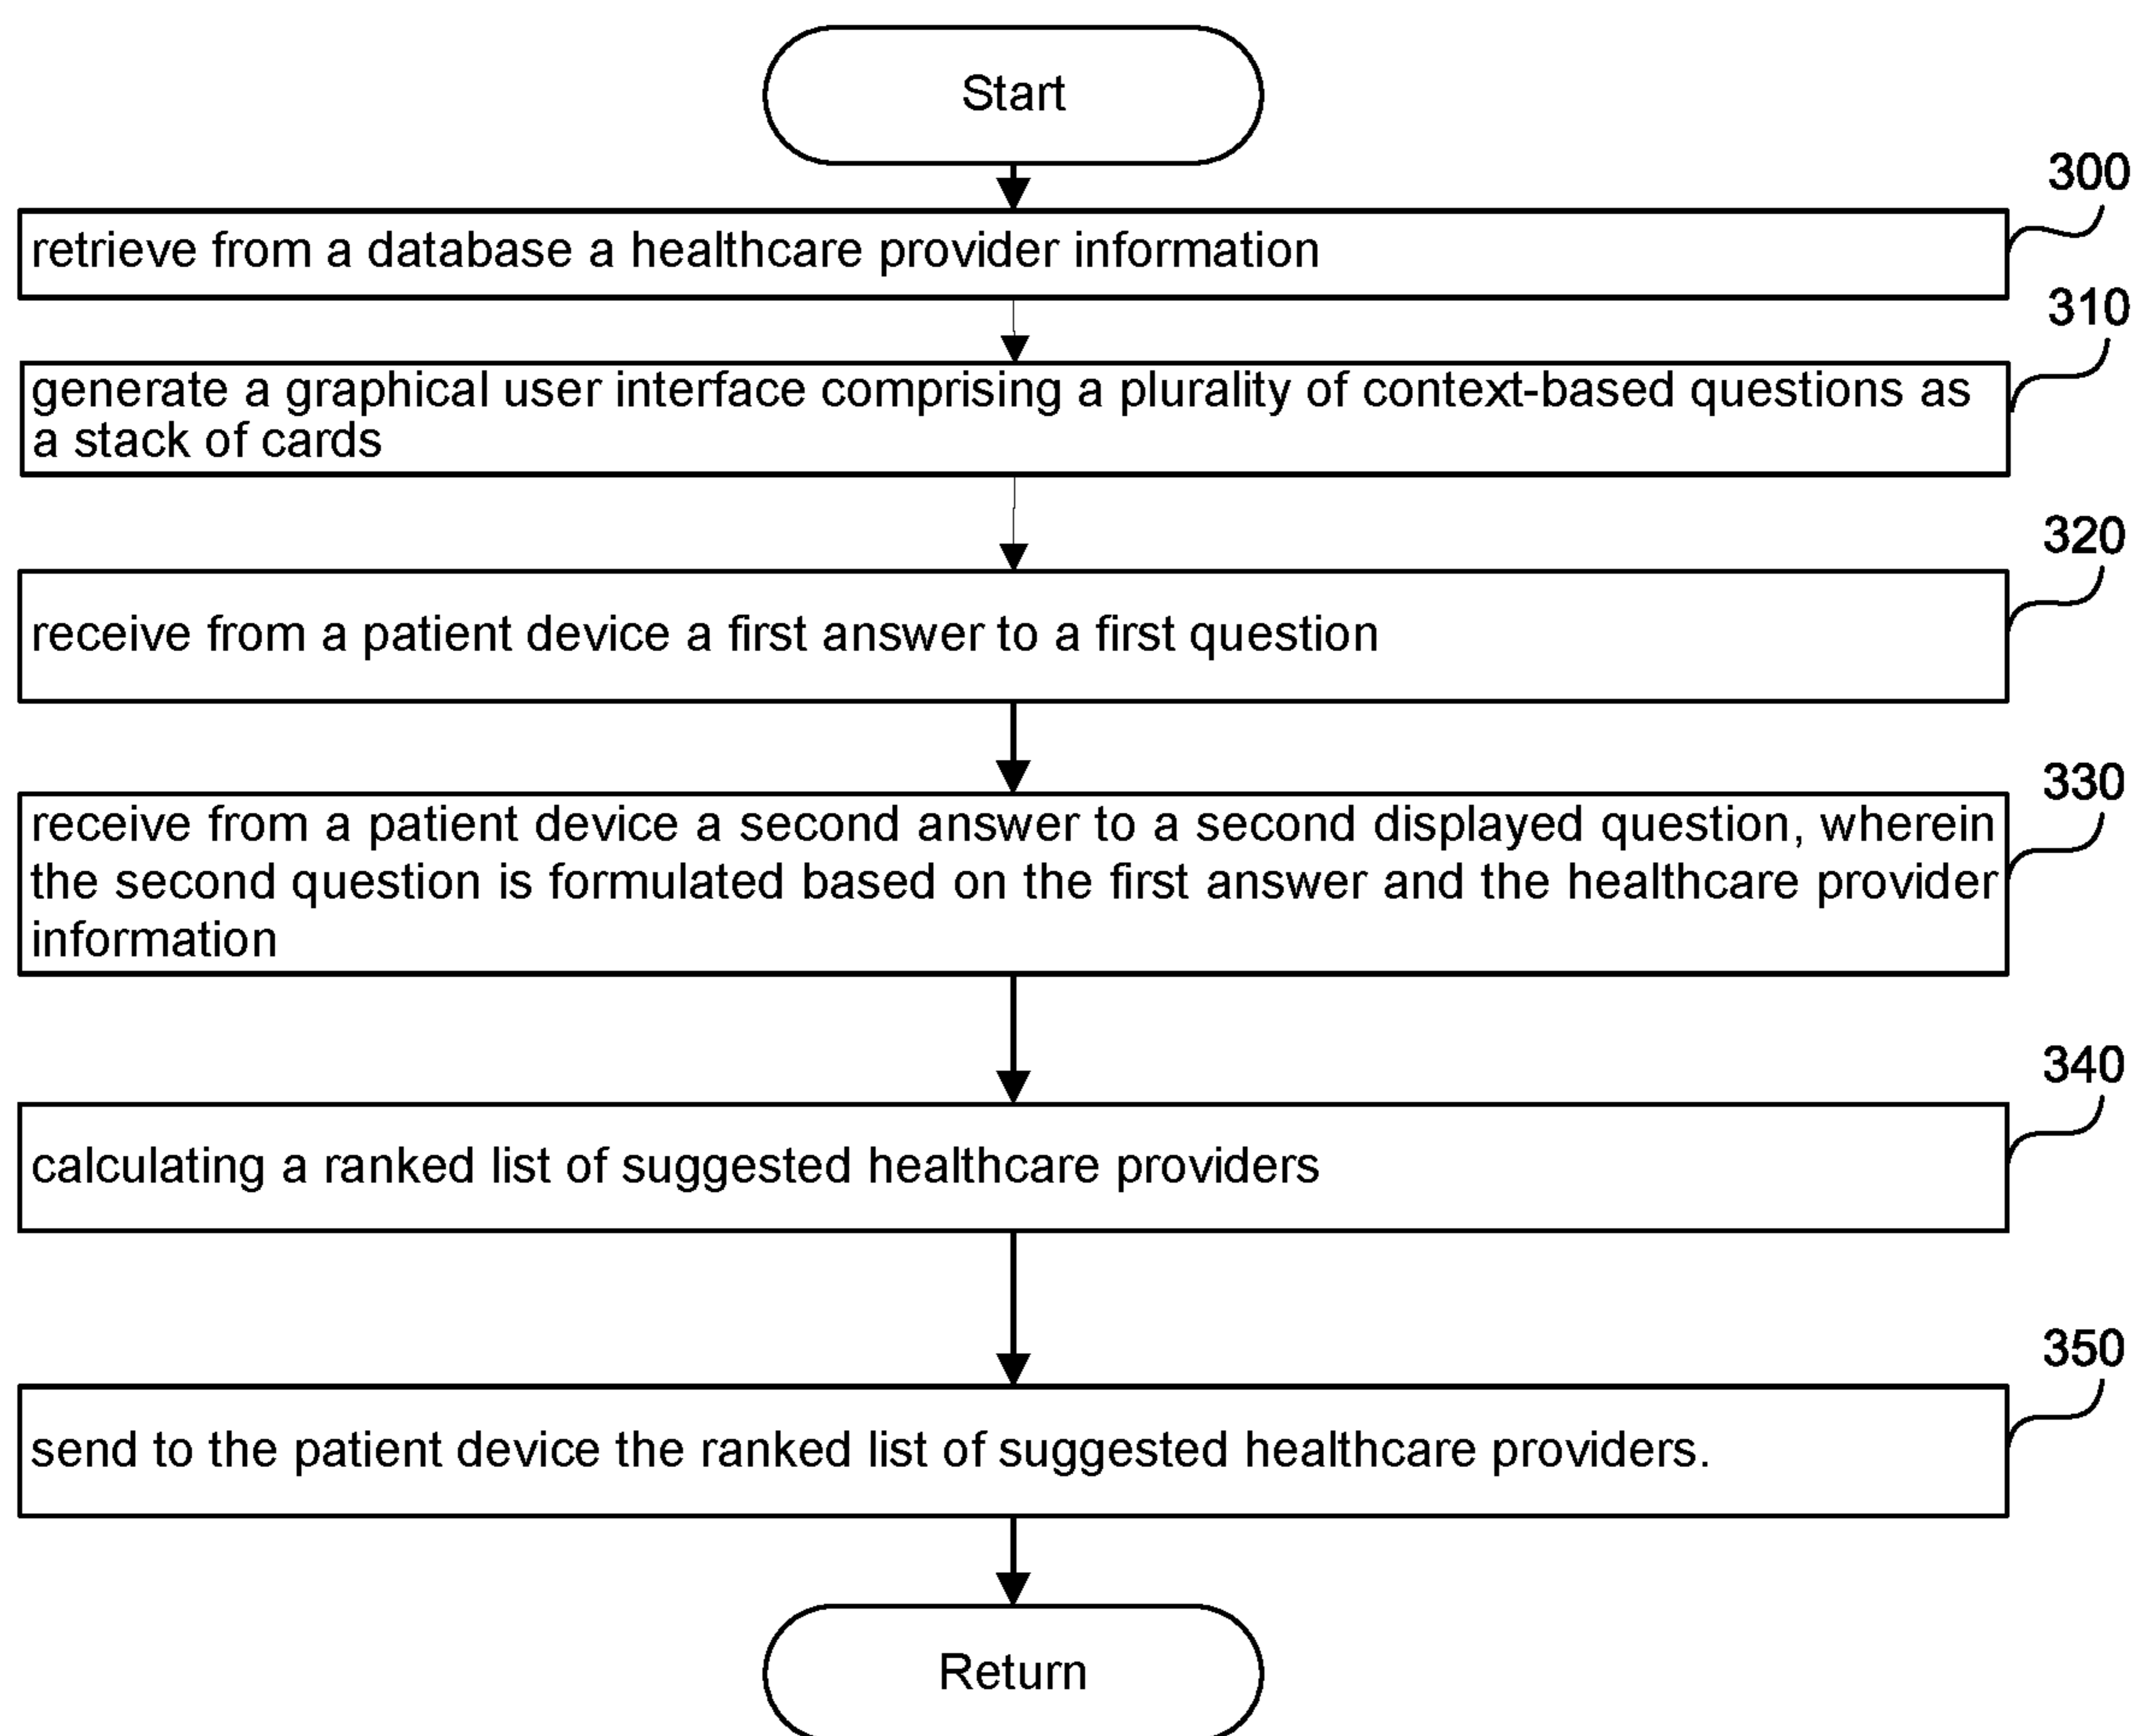 Start
300
retrieve from a database a healthcare provider information
310
generate a graphical user interface comprising a plurality of context-based questions as
a stack of cards
320
receive from a patient device a first answer to a first question
330
receive from a patient device a second answer to a second displayed question, wherein
the second question is formulated based on the first answer and the healthcare provider
information
340
calculating a ranked list of suggested healthcare providers
350
send to the patient device the ranked list of suggested healthcare providers.
Return